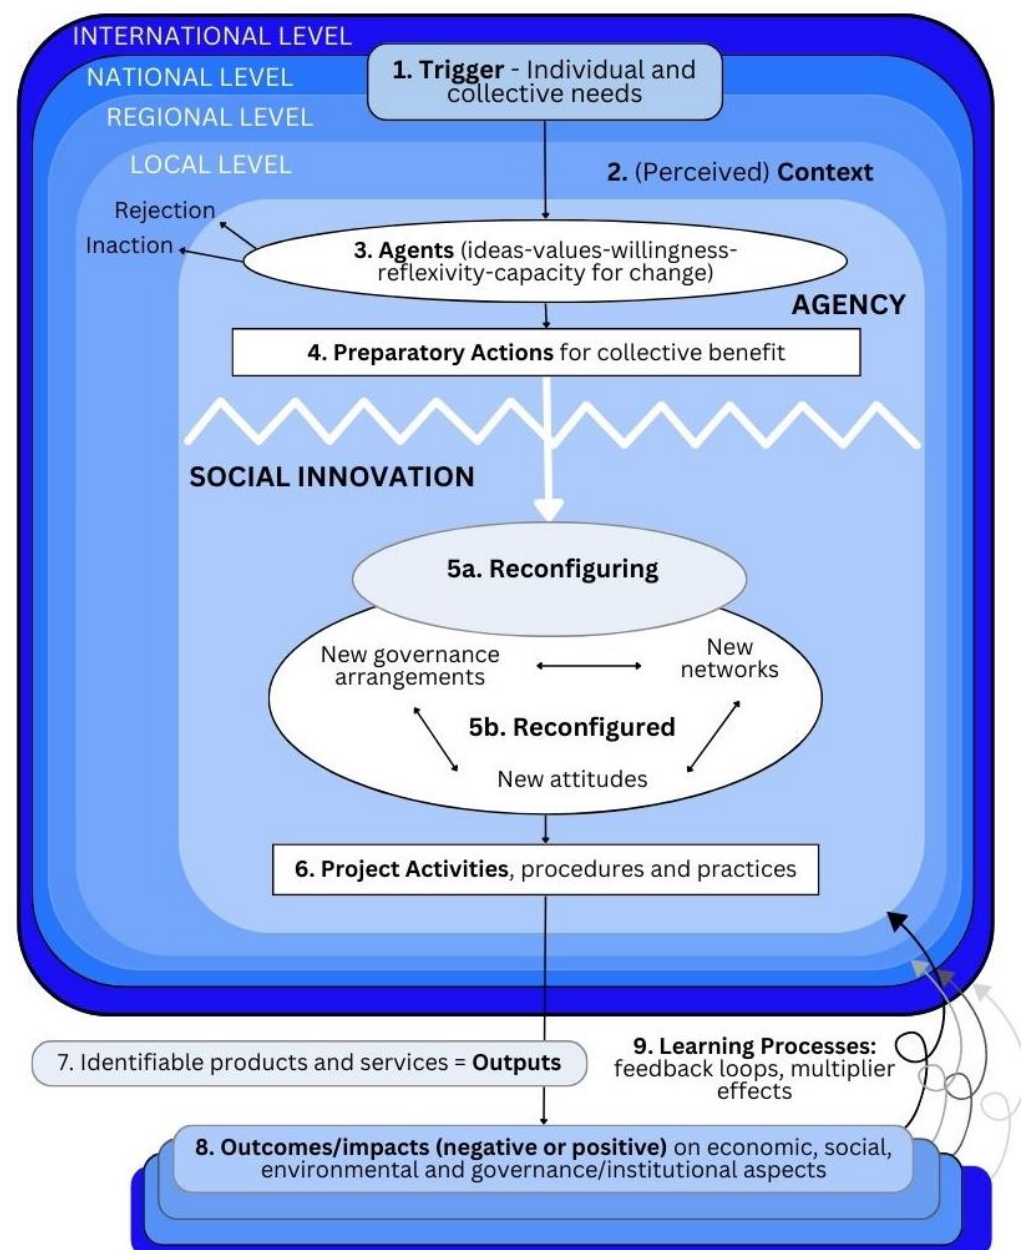 INTERNATIONAL LEVEL
1. Trigger - Individual and
collective needs
NATIONAL LEVEL
REGIONAL LEVEL
LOCAL LEVEL
2. (Perceived) Context
Rejection
Inaction
3. Agents (ideas-values-willingness-
reflexivity-capacity for change)
AGENCY
4. Preparatory Actions for collective benefit
SOCIAL INNOVATION
5a. Reconfiguring
New governance
arrangements
New
networks
5b. Reconfigured
New attitudes
6. Project Activities, procedures and practices
7. Identifiable products and services = Outputs
9. Learning Processes:
feedback loops, multiplier
effects
8. Outcomes/impacts (negative or positive) on economic, social,
environmental and governance/institutional aspects